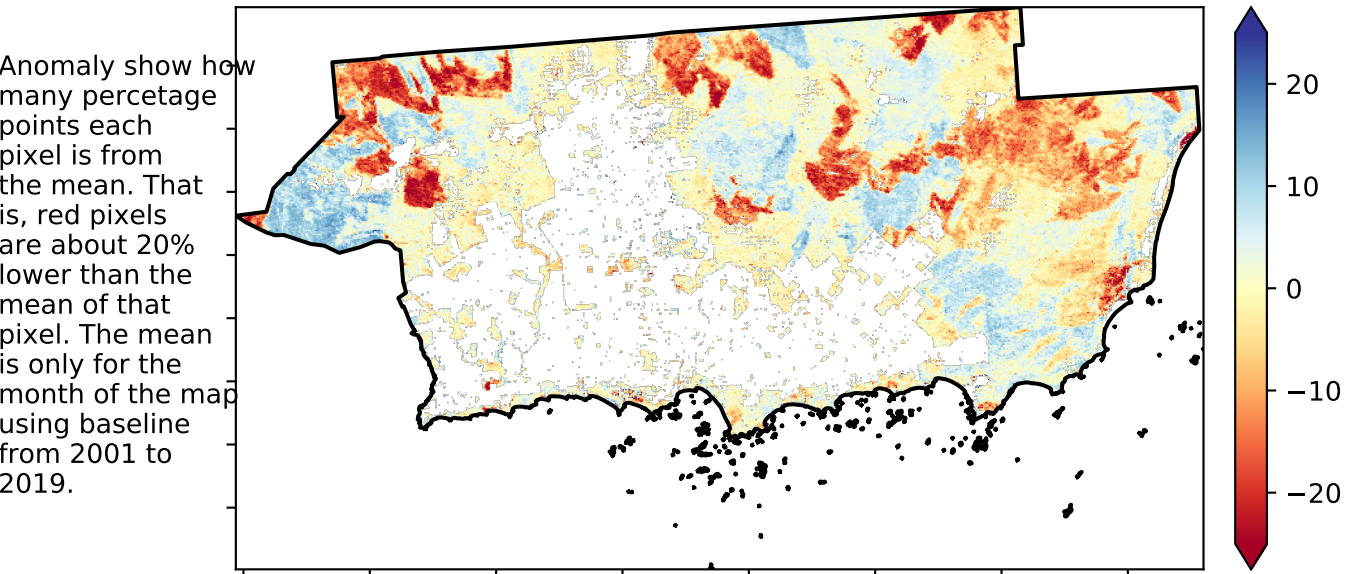 Anomaly show how
many percetage
points each
pixel is from
the mean. That
is, red pixels
are about 20%
lower than the
mean of that
pixel. The mean
is only for the
month of the map
using baseline
from 2001 to
2019.
20
10
0
−10
−20